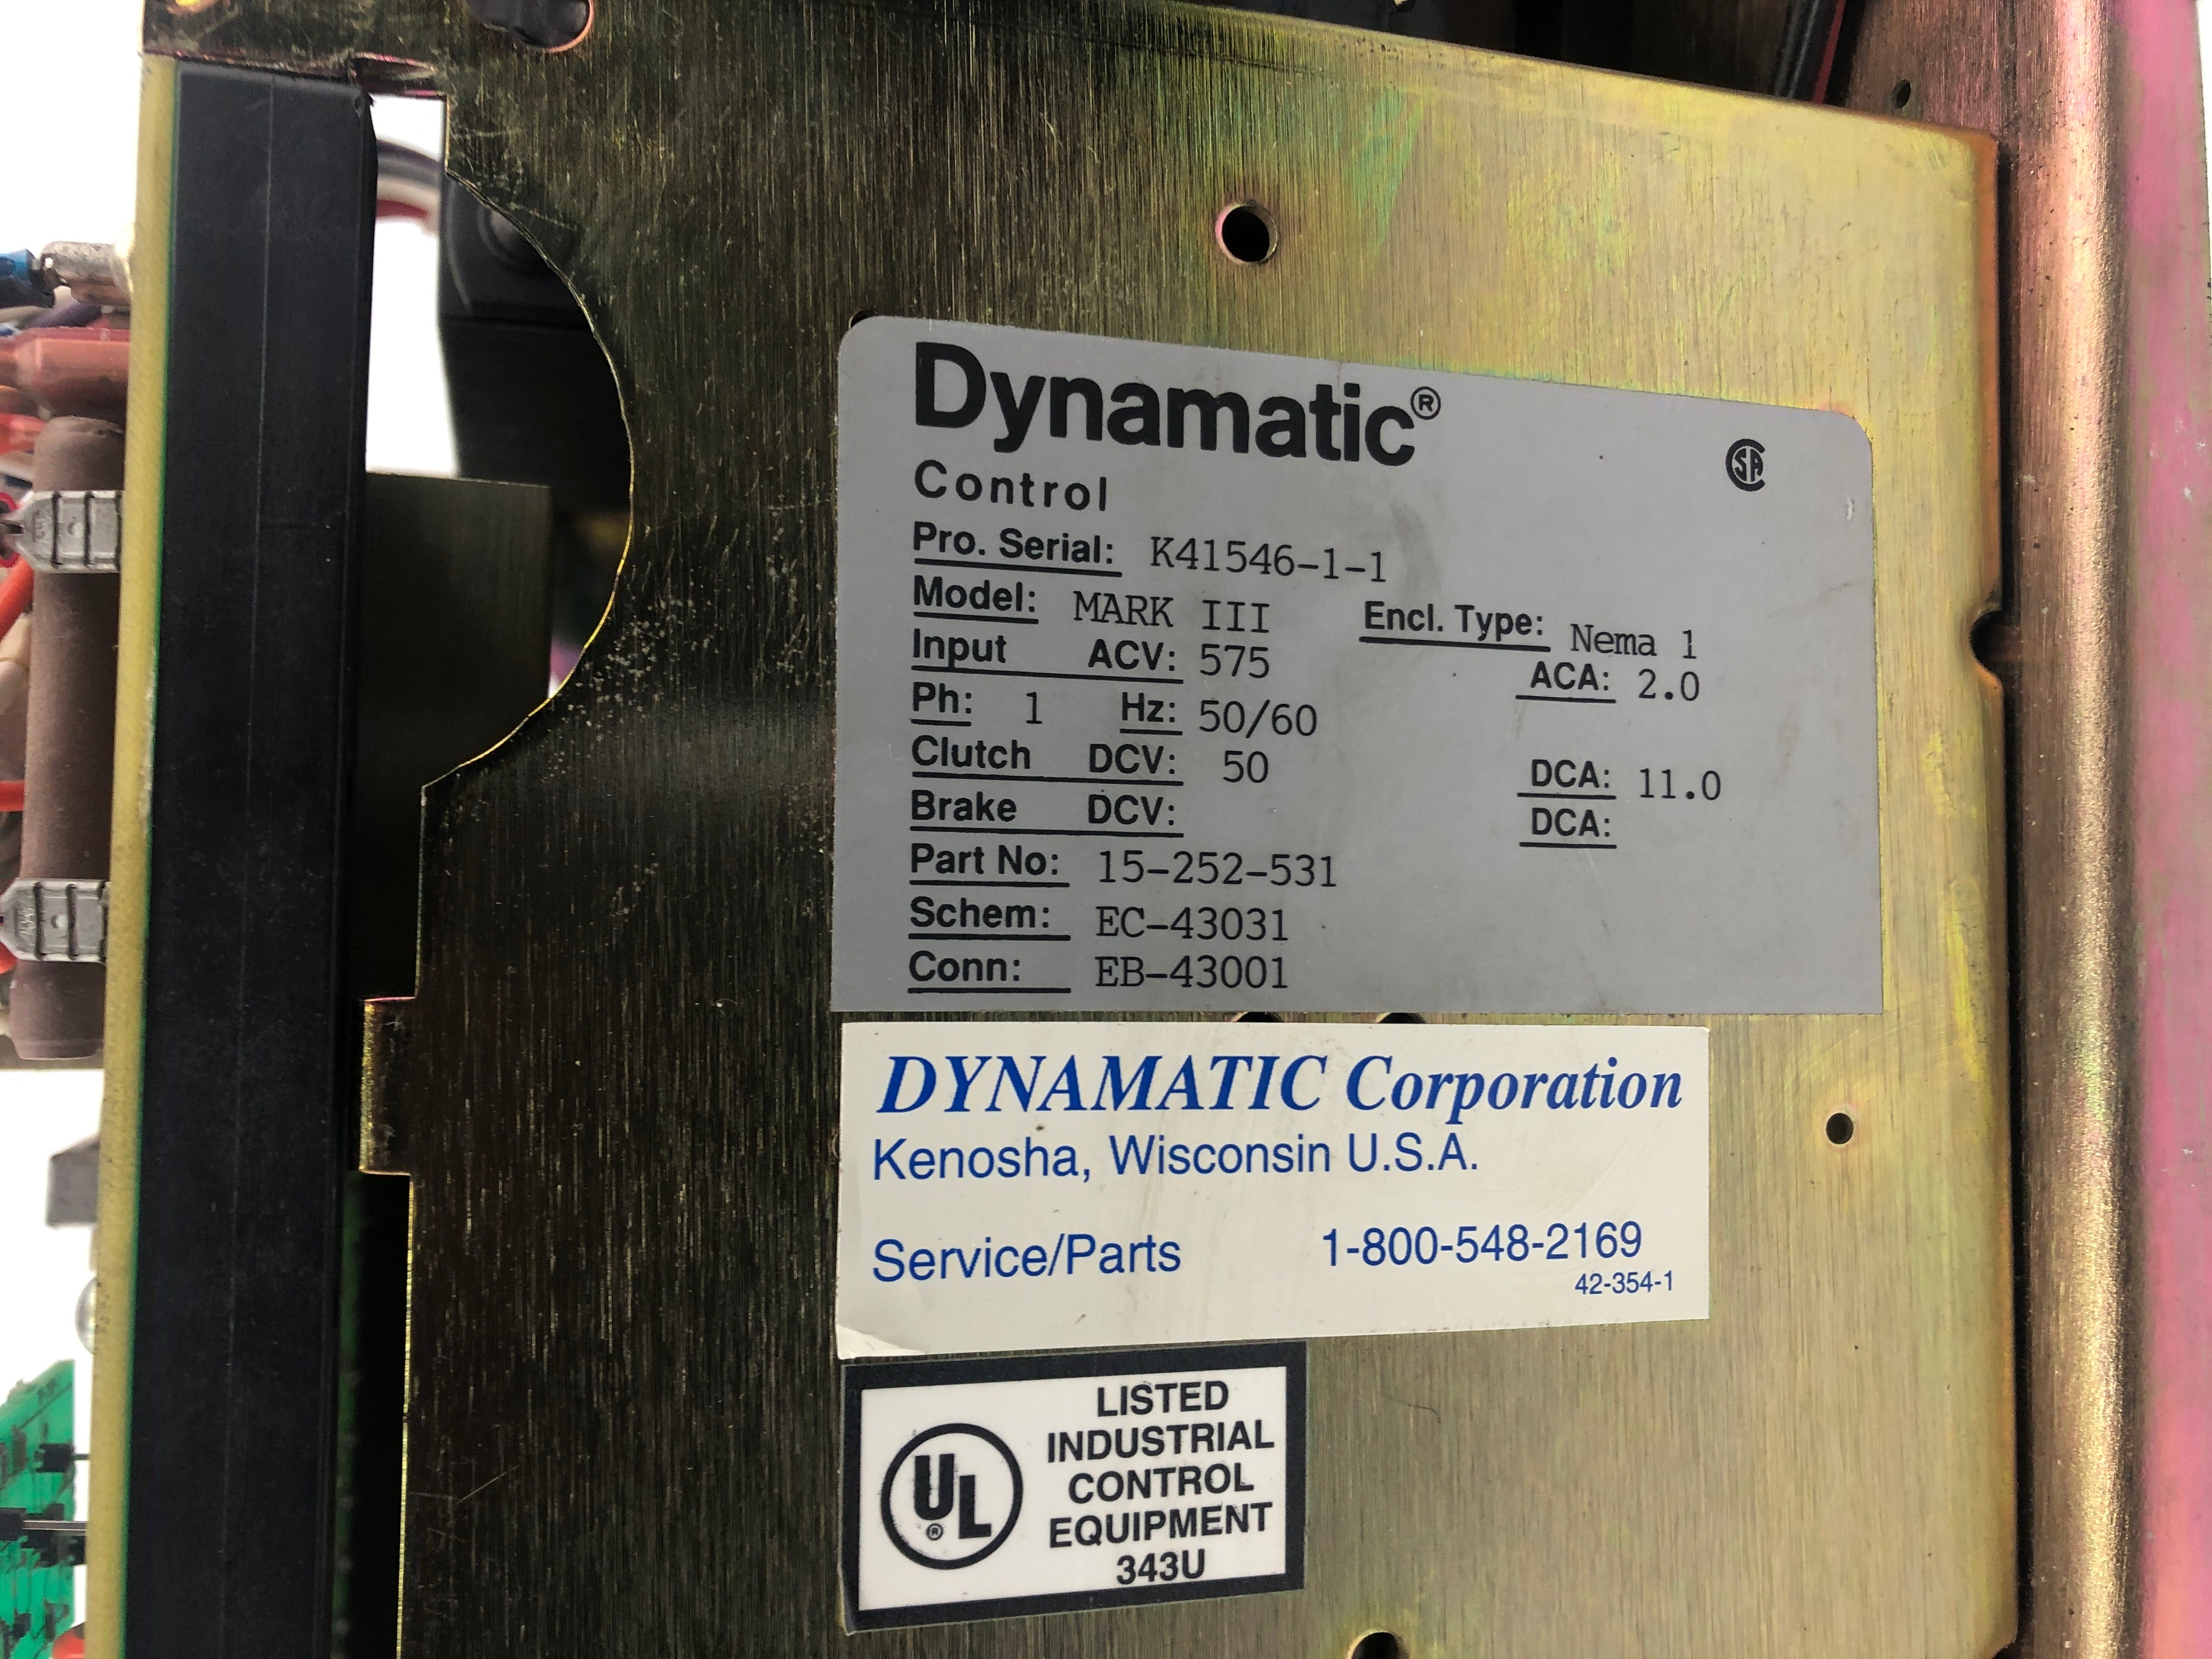 Dynamatic®
Control
Pro. Serial: K41546-1-1
Model: MARK III Encl. Type: Nema 1
Input ACV: 575 ACA: 2.0
Ph: 1 Hz: 50/60
Clutch DCV: 50 DCA: 11.0
Brake DCV: DCA:
Part No: 15-252-531
Schem: EC-43031
Conn: EB-43001
SA
DYNAMATIC Corporation
Kenosha, Wisconsin U.S.A.
Service/Parts 1-800-548-2169
42-354-1
UL®
LISTED
INDUSTRIAL
CONTROL
EQUIPMENT
343U